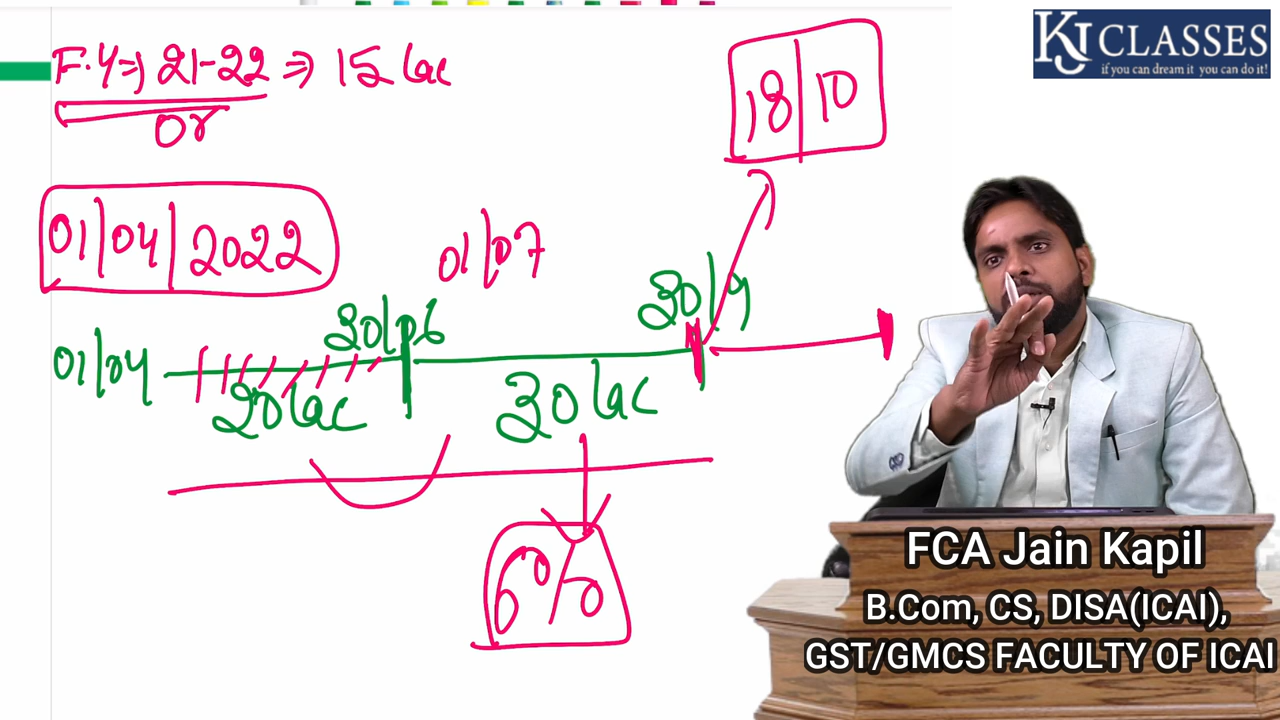 F.Y ⇒ 21-22 ⇒ 15 lac
or
18|10
KJ CLASSES
if you can dream it you can do it!
01|04|2022
01|07
01|04
30|06
30|9
20 lac
30 lac
6%
FCA Jain Kapil
B.Com, CS, DISA(ICAI),
GST/GMCS FACULTY OF ICAI